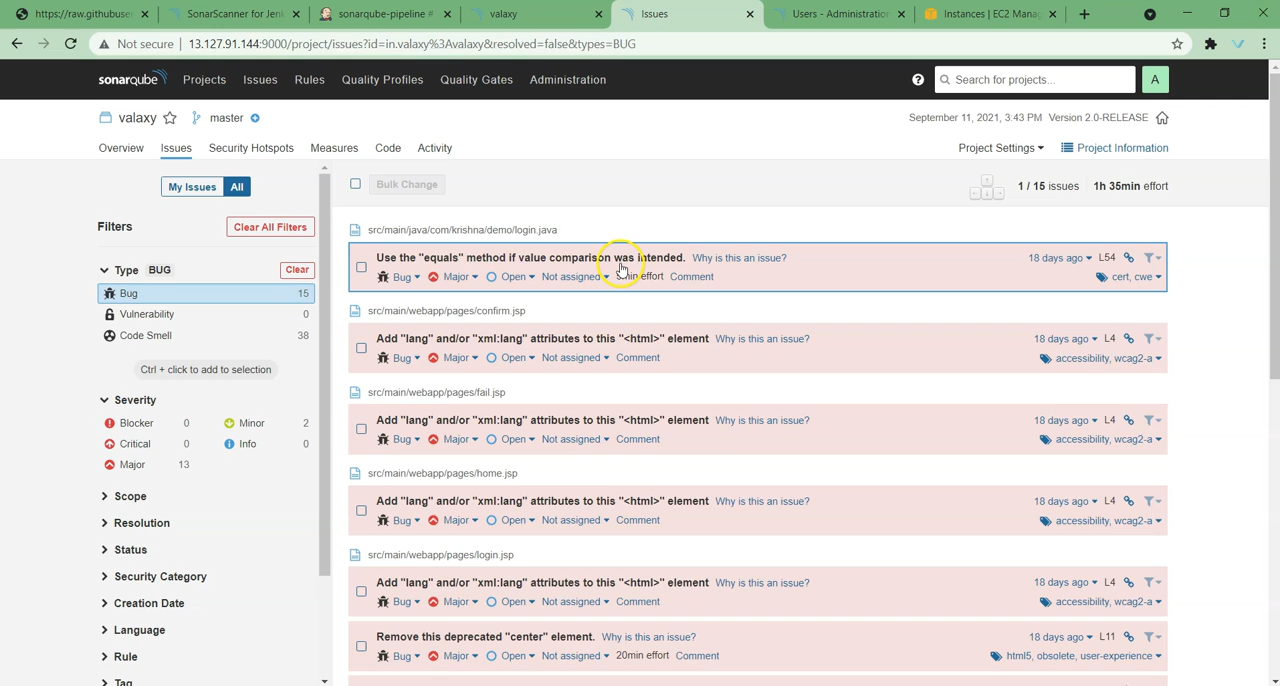 https://raw.githubuser
SonarScanner for Jenk
sonarqube-pipeline #
valaxy
Issues
Users - Administration
Instances | EC2 Manag
Not secure
13.127.91.144:9000/project/issues?id=in.valaxy%3Avalaxy&resolved=false&types=BUG
sonarqube
Projects
Issues
Rules
Quality Profiles
Quality Gates
Administration
Search for projects...
A
valaxy
master
September 11, 2021, 3:43 PM Version 2.0-RELEASE
Overview
Issues
Security Hotspots
Measures
Code
Activity
Project Settings
Project Information
My Issues
All
Bulk Change
1 / 15 issues
1h 35min effort
Filters
Clear All Filters
Type BUG
Clear
Bug 15
Vulnerability 0
Code Smell 38
Ctrl + click to add to selection
Severity
Blocker 0
Minor 2
Critical 0
Info 0
Major 13
Scope
Resolution
Status
Security Category
Creation Date
Language
Rule
Tag
src/main/java/com/krishna/demo/login.java
Use the "equals" method if value comparison was intended. Why is this an issue?
18 days ago L54
Bug Major Open Not assigned effort Comment
cert, cwe
src/main/webapp/pages/confirm.jsp
Add "lang" and/or "xml:lang" attributes to this "<html>" element Why is this an issue?
18 days ago L4
Bug Major Open Not assigned Comment
accessibility, wcag2-a
src/main/webapp/pages/fail.jsp
Add "lang" and/or "xml:lang" attributes to this "<html>" element Why is this an issue?
18 days ago L4
Bug Major Open Not assigned Comment
accessibility, wcag2-a
src/main/webapp/pages/home.jsp
Add "lang" and/or "xml:lang" attributes to this "<html>" element Why is this an issue?
18 days ago L4
Bug Major Open Not assigned Comment
accessibility, wcag2-a
src/main/webapp/pages/login.jsp
Add "lang" and/or "xml:lang" attributes to this "<html>" element Why is this an issue?
18 days ago L4
Bug Major Open Not assigned Comment
accessibility, wcag2-a
Remove this deprecated "center" element. Why is this an issue?
18 days ago L11
Bug Major Open Not assigned 20min effort Comment
html5, obsolete, user-experience